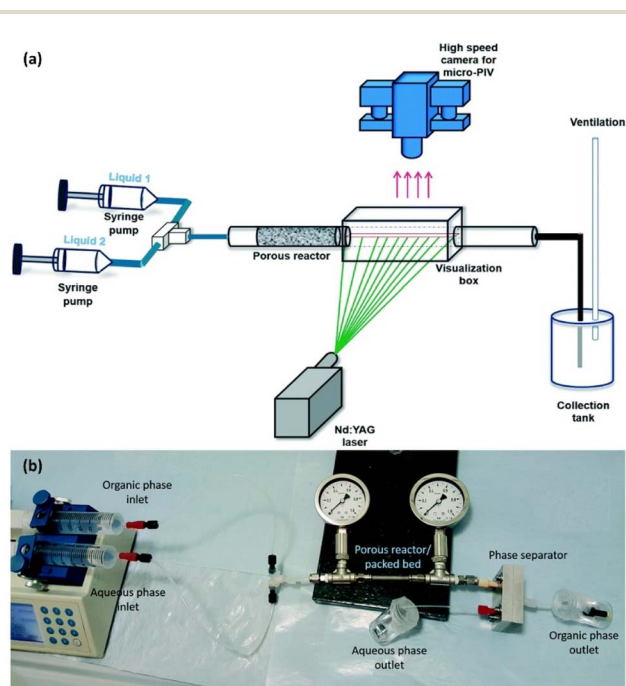 (a)
High speed
camera for
micro-PIV
Ventilation
Liquid 1
Syringe
pump
Liquid 2
Syringe
pump
Porous reactor
Visualization
box
Nd:YAG
laser
Collection
tank
(b)
Organic phase
inlet
Aqueous phase
inlet
Porous reactor/
packed bed
Phase separator
Aqueous phase
outlet
Organic phase
outlet